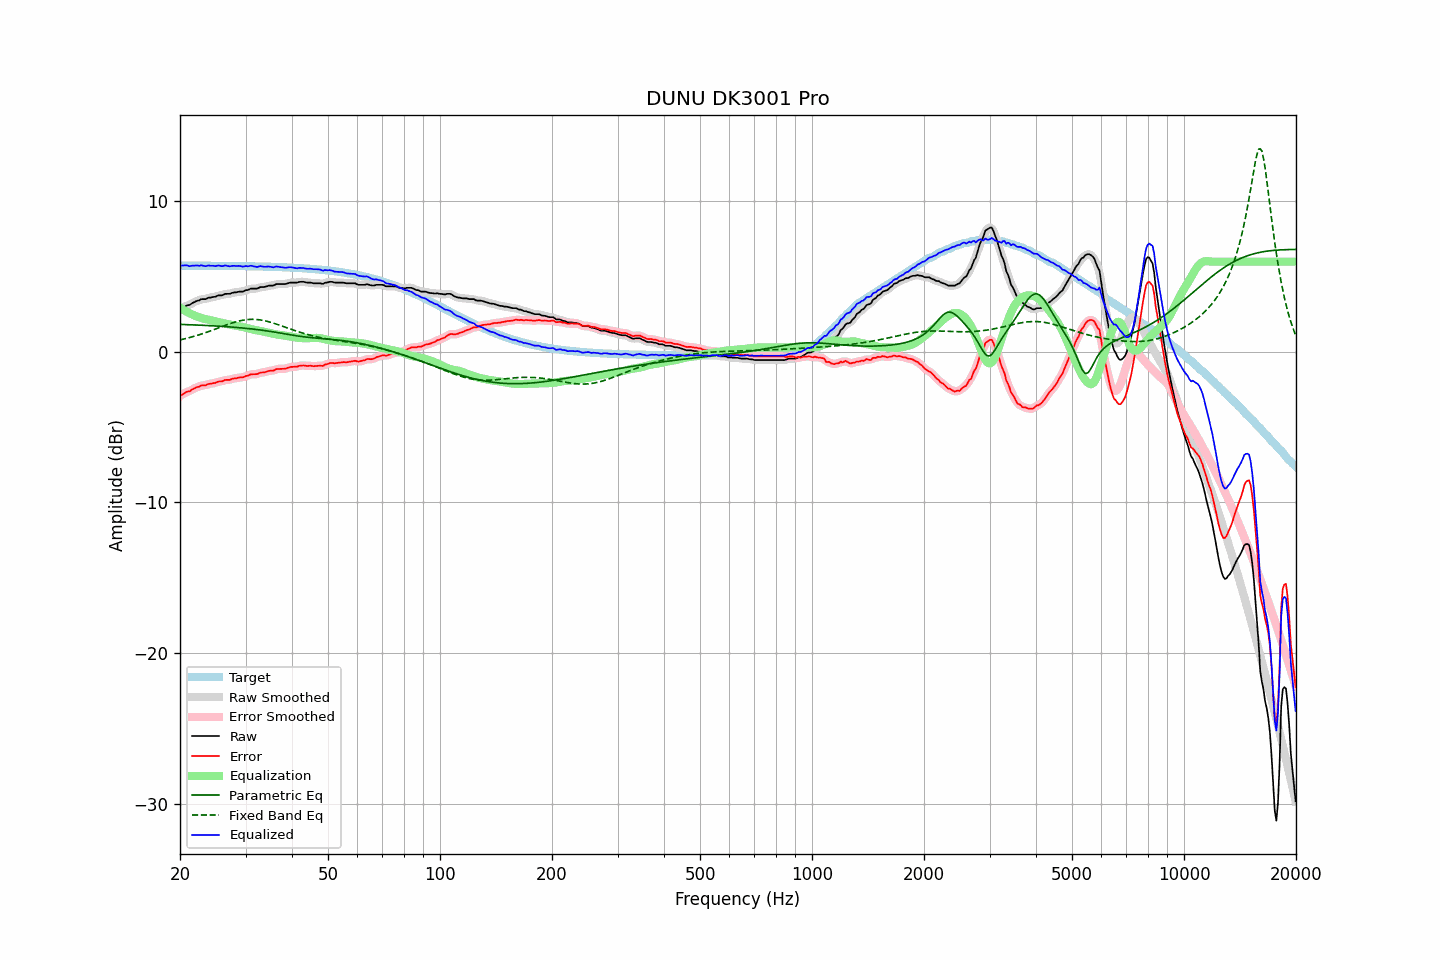 DUNU DK3001 Pro
Amplitude (dBr)
10
0
−10
−20
−30
Target
Raw Smoothed
Error Smoothed
Raw
Error
Equalization
Parametric Eq
Fixed Band Eq
Equalized
20 50 100 200 500 1000 2000 5000 10000 20000
Frequency (Hz)